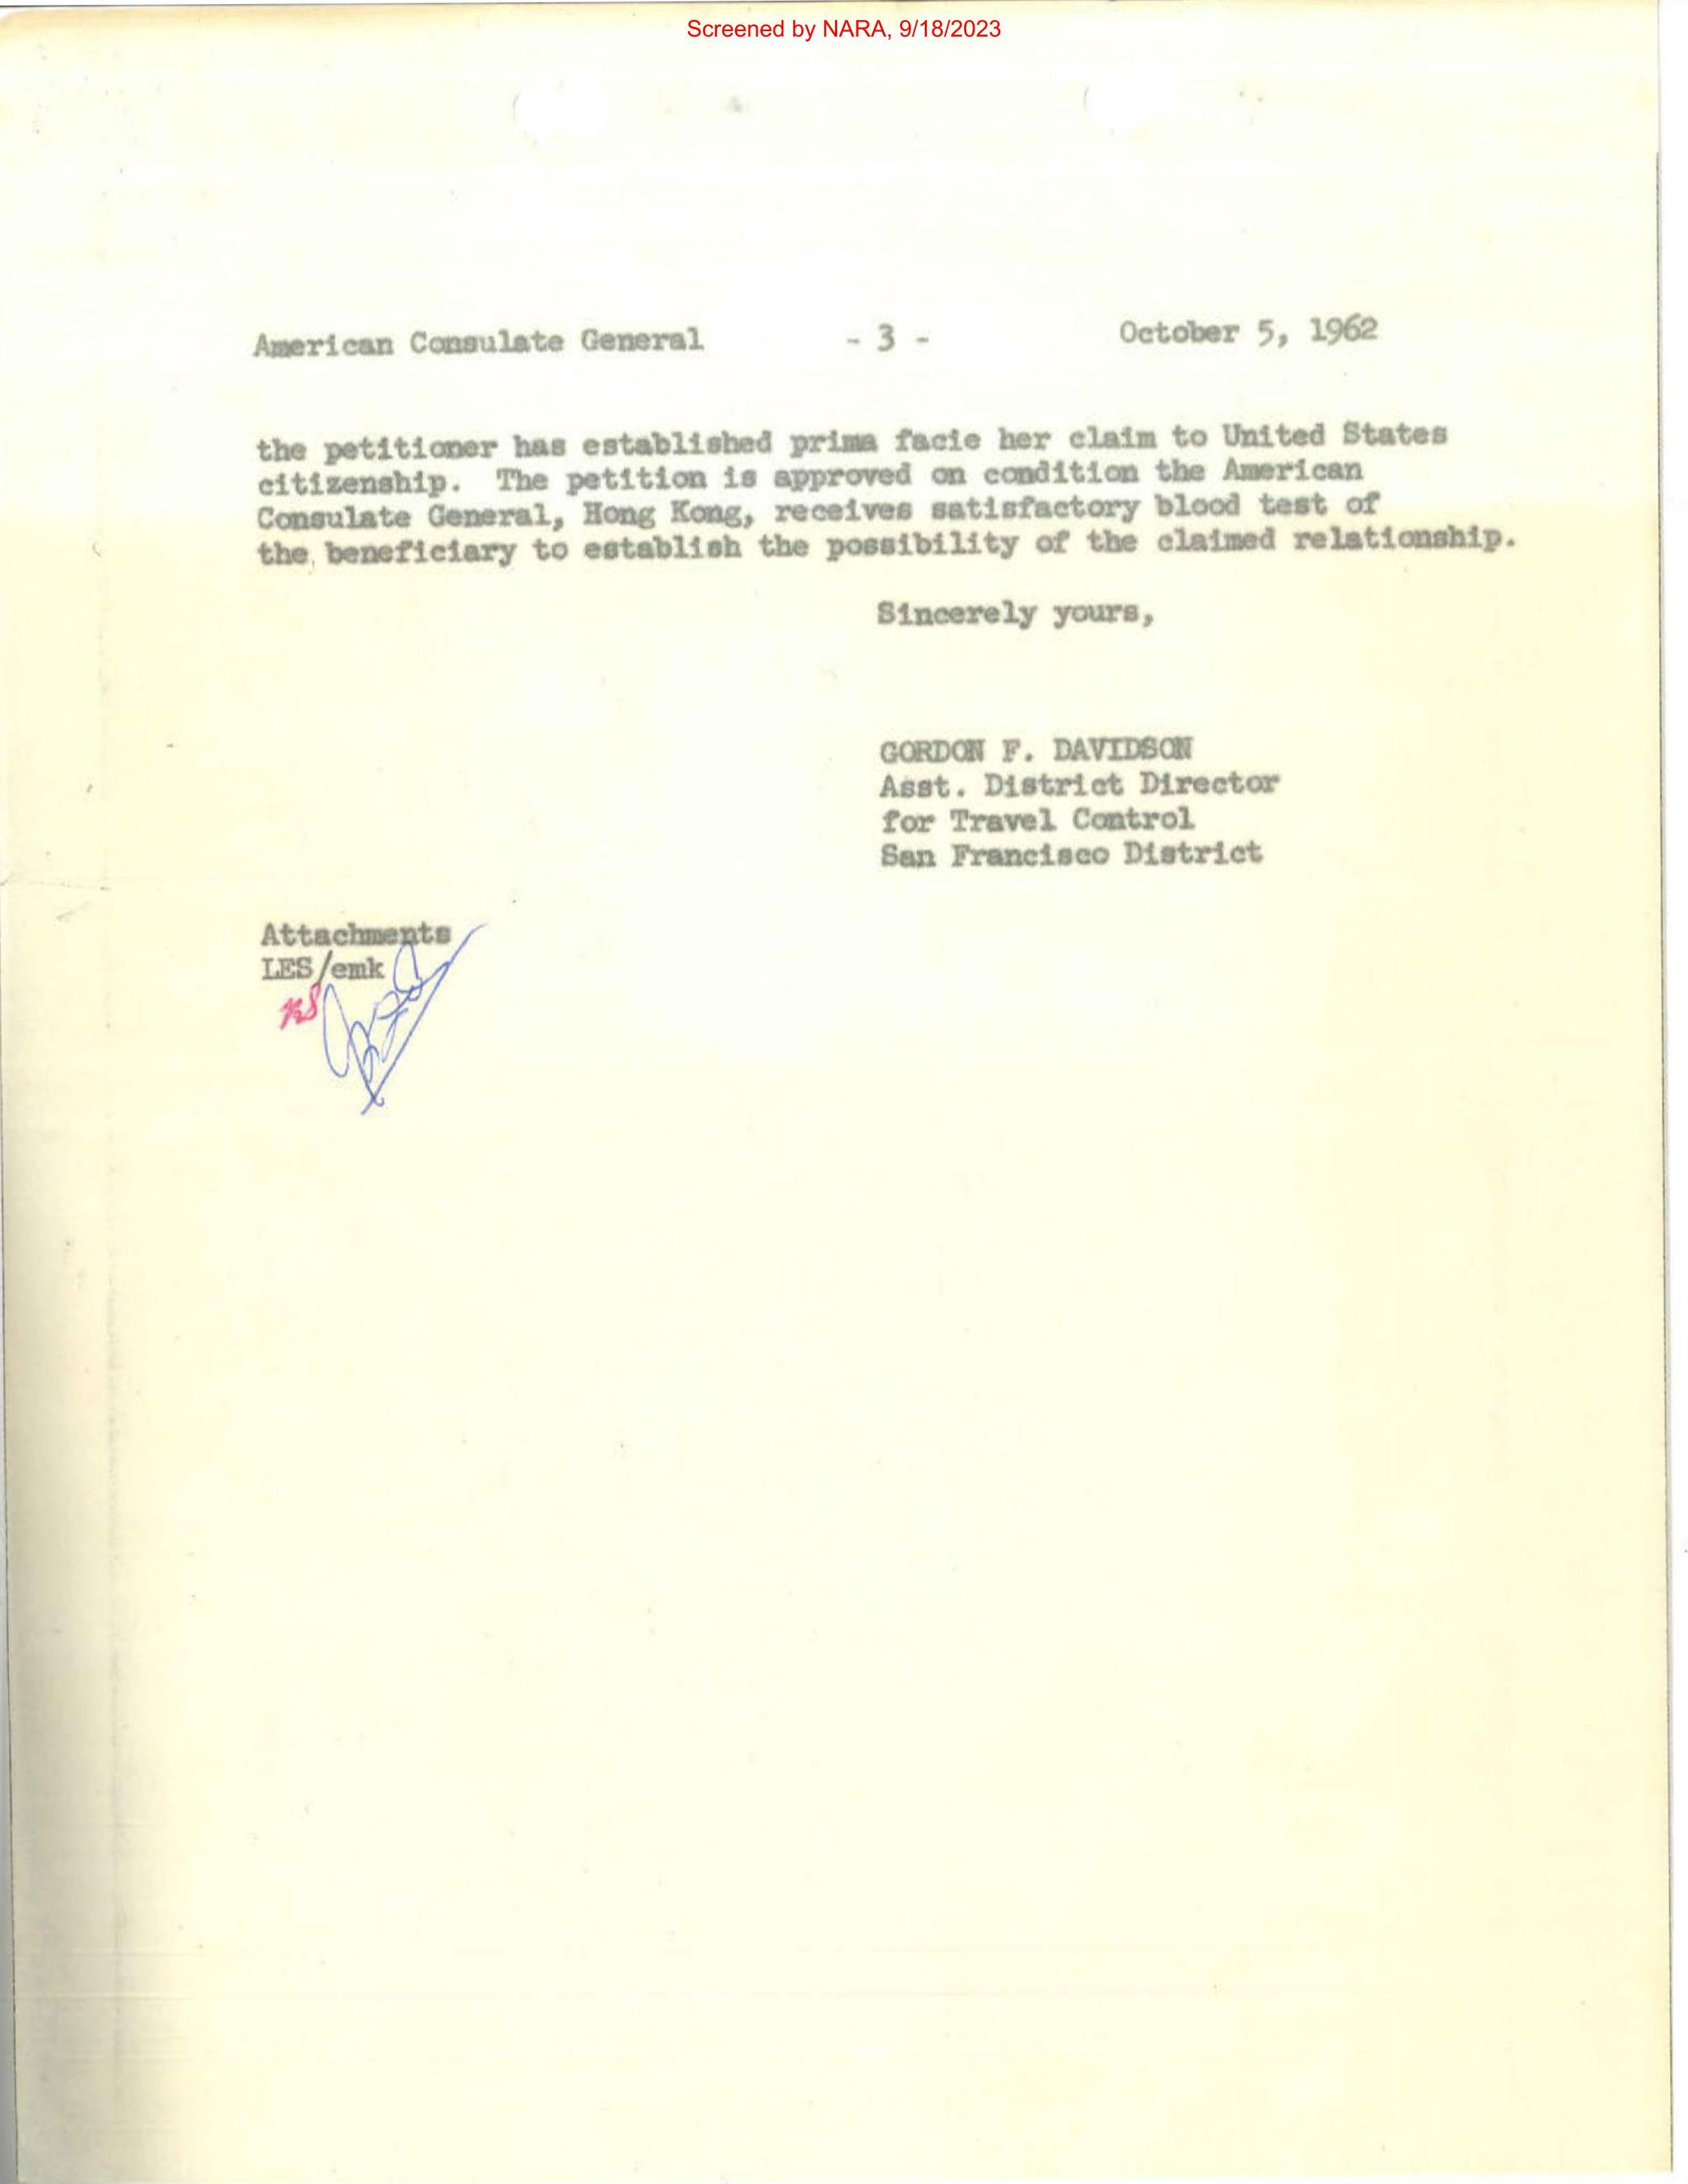 Screened by NARA, 9/18/2023
American Consulate General - 3 - October 5, 1962
the petitioner has established prima facie her claim to United States
citizenship. The petition is approved on condition the American
Consulate General, Hong Kong, receives satisfactory blood test of
the beneficiary to establish the possibility of the claimed relationship.
Sincerely yours,
GORDON F. DAVIDSON
Asst. District Director
for Travel Control
San Francisco District
Attachments
LES/emk